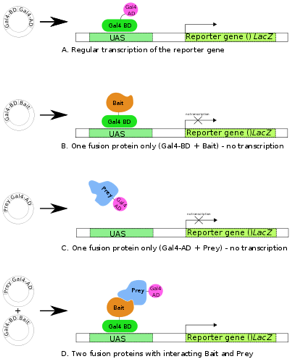 Gal4-BD:Gal4-AD
Gal4
AD
Gal4-BD
UAS
Reporter gene () LacZ
A. Regular transcription of the reporter gene
Gal4-BD:Bait
Bait
Gal4-BD
UAS
Reporter gene () LacZ
B. One fusion protein only (Gal4-BD + Bait) - no transcription
Prey:Gal4-AD
Prey
Gal4
AD
UAS
Reporter gene () LacZ
C. One fusion protein only (Gal4-AD + Prey) - no transcription
Prey:Gal4-AD
+
Gal4-BD:Bait
Prey
Gal4
AD
Bait
Gal4-BD
UAS
Reporter gene () LacZ
D. Two fusion proteins with interacting Bait and Prey